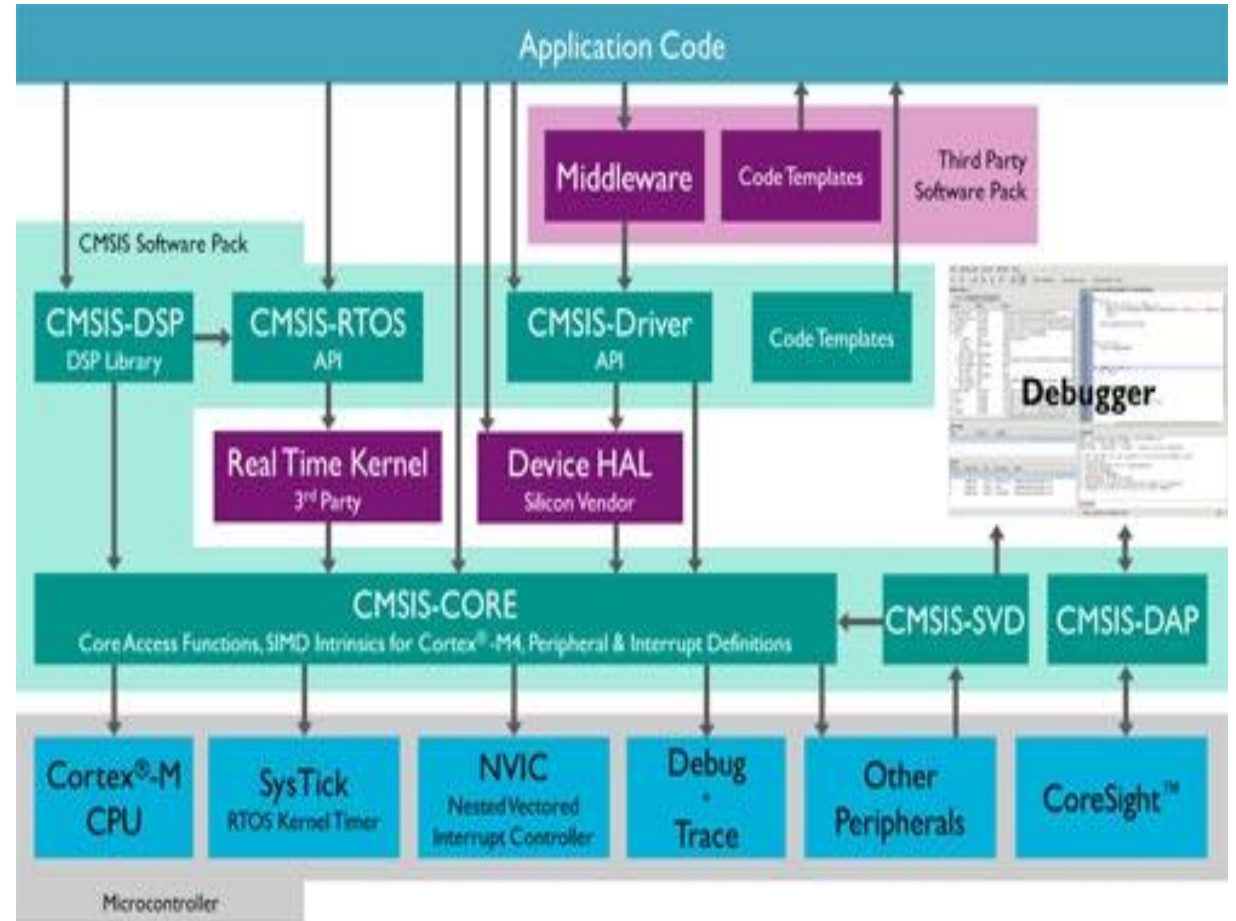 Application Code
Middleware
Code Templates
Third Party
Software Pack
CMSIS Software Pack
CMSIS-DSP
DSP Library
CMSIS-RTOS
API
CMSIS-Driver
API
Code Templates
Debugger
Real Time Kernel
3rd Party
Device HAL
Silicon Vendor
CMSIS-CORE
Core Access Functions, SIMD Intrinsics for Cortex®-M4, Peripheral & Interrupt Definitions
CMSIS-SVD
CMSIS-DAP
Cortex®-M
CPU
SysTick
RTOS Kernel Timer
NVIC
Nested Vectored
Interrupt Controller
Debug
+
Trace
Other
Peripherals
CoreSight™
Microcontroller